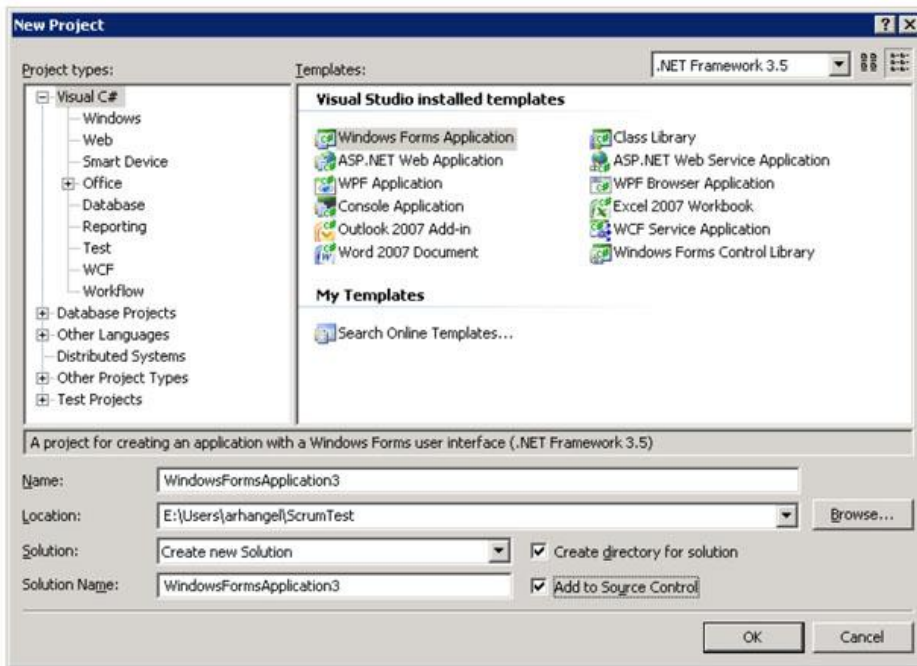 New Project
Project types:
Templates:
.NET Framework 3.5
Visual C#
Windows
Web
Smart Device
Office
Database
Reporting
Test
WCF
Workflow
Database Projects
Other Languages
Distributed Systems
Other Project Types
Test Projects
Visual Studio installed templates
Windows Forms Application
Class Library
ASP.NET Web Application
ASP.NET Web Service Application
WPF Application
WPF Browser Application
Console Application
Excel 2007 Workbook
Outlook 2007 Add-in
WCF Service Application
Word 2007 Document
Windows Forms Control Library
My Templates
Search Online Templates...
A project for creating an application with a Windows Forms user interface (.NET Framework 3.5)
Name:
WindowsFormsApplication3
Location:
E:\Users\arhangel\ScrumTest
Browse...
Solution:
Create new Solution
Create directory for solution
Solution Name:
WindowsFormsApplication3
Add to Source Control
OK
Cancel